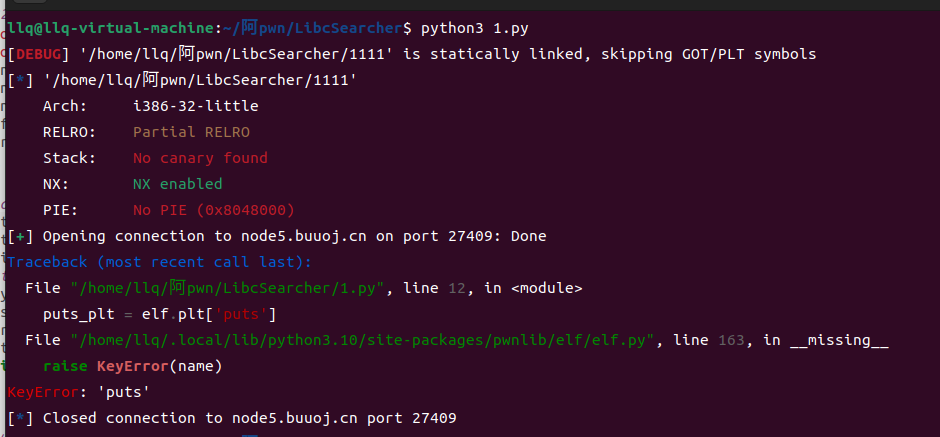 llq@llq-virtual-machine:~/阿pwn/LibcSearcher$ python3 1.py
[DEBUG] '/home/llq/阿pwn/LibcSearcher/1111' is statically linked, skipping GOT/PLT symbols
[*] '/home/llq/阿pwn/LibcSearcher/1111'
    Arch:     i386-32-little
    RELRO:    Partial RELRO
    Stack:    No canary found
    NX:       NX enabled
    PIE:      No PIE (0x8048000)
[+] Opening connection to node5.buuoj.cn on port 27409: Done
Traceback (most recent call last):
  File "/home/llq/阿pwn/LibcSearcher/1.py", line 12, in <module>
    puts_plt = elf.plt['puts']
  File "/home/llq/.local/lib/python3.10/site-packages/pwnlib/elf/elf.py", line 163, in __missing__
    raise KeyError(name)
KeyError: 'puts'
[*] Closed connection to node5.buuoj.cn port 27409